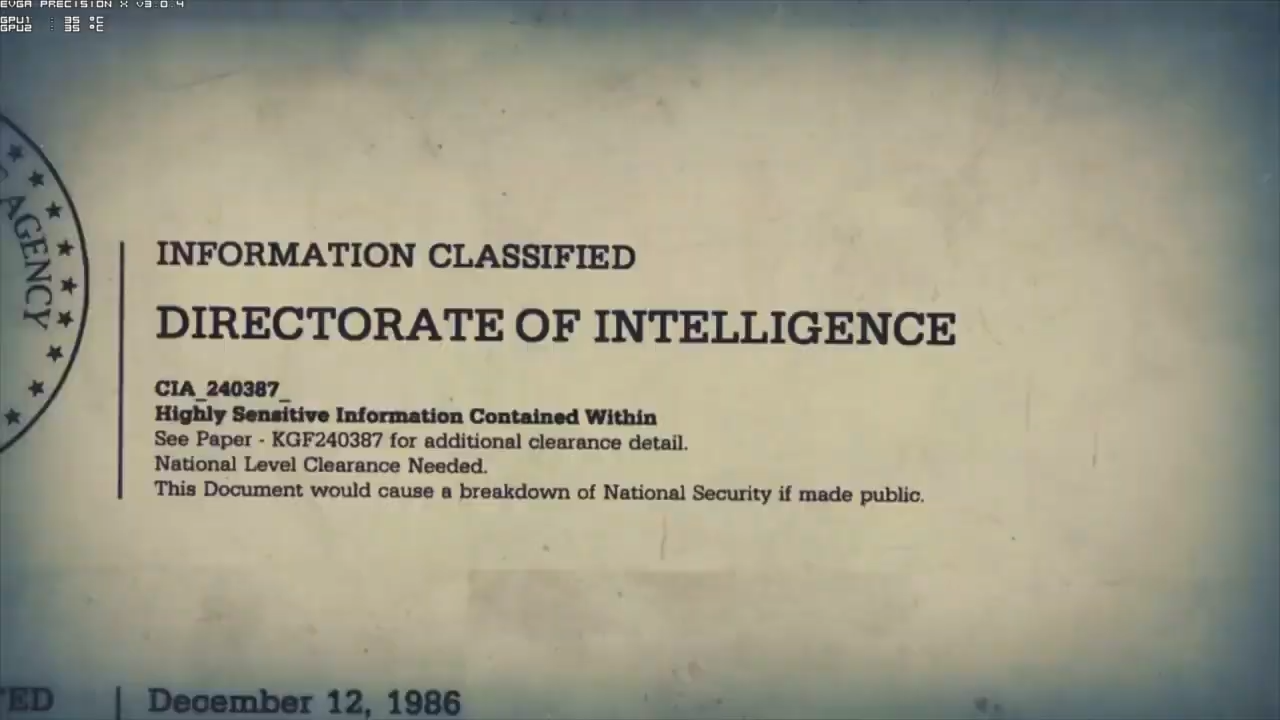 EVGA PRECISION X v3.0.4
GPU1 : 35 °C
GPU2 : 35 °C
AGENCY
INFORMATION CLASSIFIED
DIRECTORATE OF INTELLIGENCE
CIA_240387_
Highly Sensitive Information Contained Within
See Paper - KGF240387 for additional clearance detail.
National Level Clearance Needed.
This Document would cause a breakdown of National Security if made public.
ED | December 12, 1986